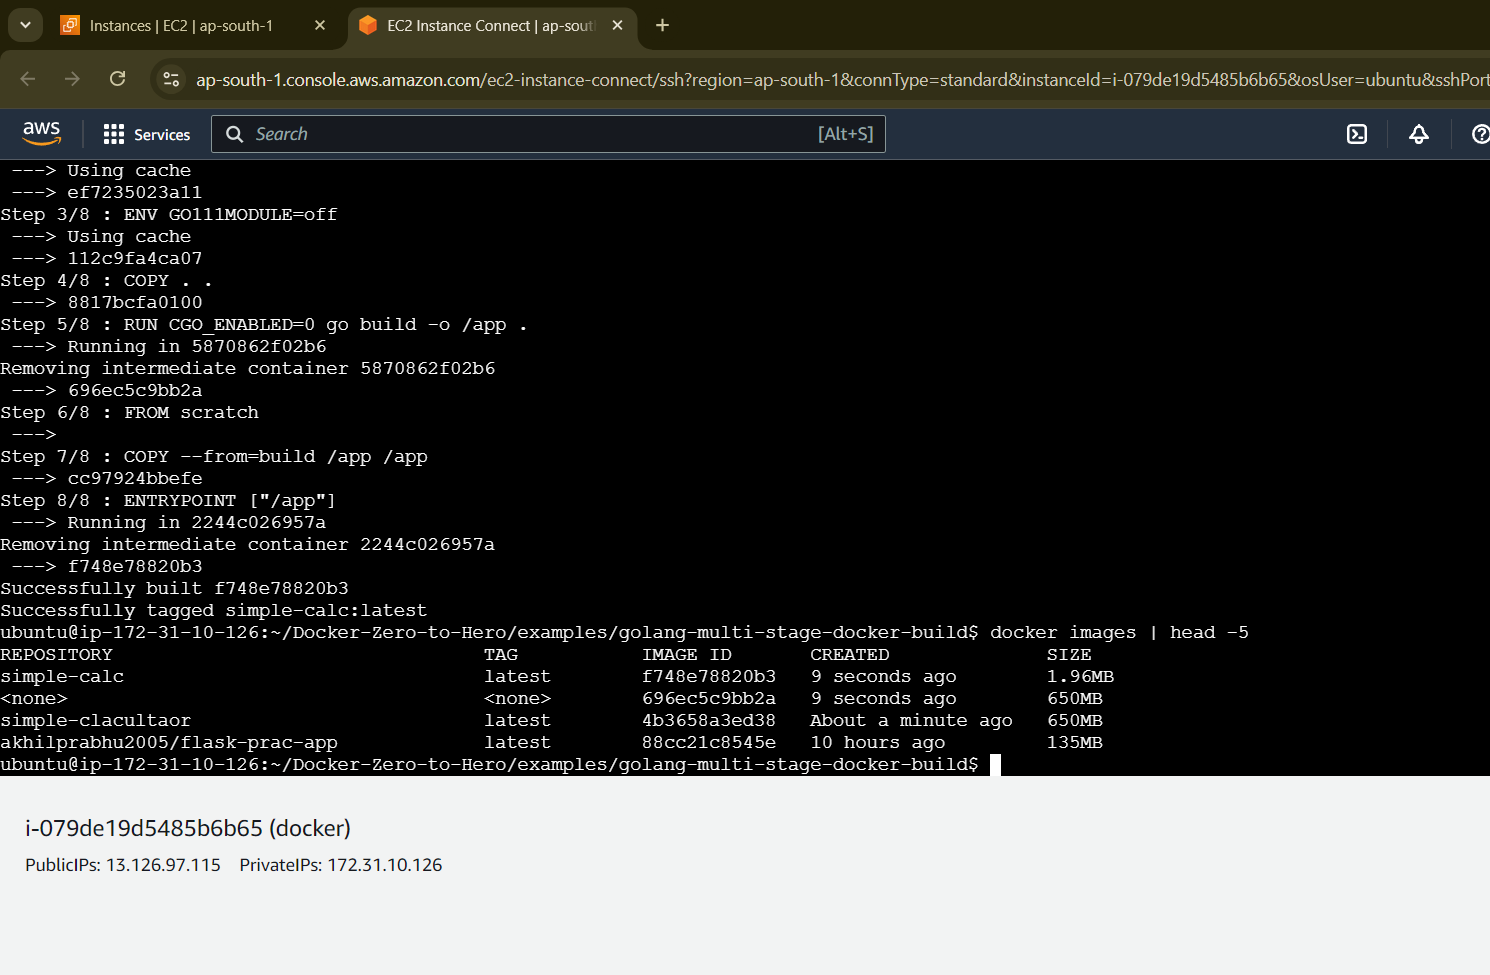 Instances | EC2 | ap-south-1
EC2 Instance Connect | ap-sout
ap-south-1.console.aws.amazon.com/ec2-instance-connect/ssh?region=ap-south-1&connType=standard&instanceId=i-079de19d5485b6b65&osUser=ubuntu&sshPort
aws Services Search [Alt+S]
---> Using cache
---> ef7235023a11
Step 3/8 : ENV GO111MODULE=off
---> Using cache
---> 112c9fa4ca07
Step 4/8 : COPY . .
---> 8817bcfa0100
Step 5/8 : RUN CGO_ENABLED=0 go build -o /app .
---> Running in 5870862f02b6
Removing intermediate container 5870862f02b6
---> 696ec5c9bb2a
Step 6/8 : FROM scratch
--->
Step 7/8 : COPY --from=build /app /app
---> cc97924bbefe
Step 8/8 : ENTRYPOINT ["/app"]
---> Running in 2244c026957a
Removing intermediate container 2244c026957a
---> f748e78820b3
Successfully built f748e78820b3
Successfully tagged simple-calc:latest
ubuntu@ip-172-31-10-126:~/Docker-Zero-to-Hero/examples/golang-multi-stage-docker-build$ docker images | head -5
REPOSITORY TAG IMAGE ID CREATED SIZE
simple-calc latest f748e78820b3 9 seconds ago 1.96MB
<none> <none> 696ec5c9bb2a 9 seconds ago 650MB
simple-clacultaor latest 4b3658a3ed38 About a minute ago 650MB
akhilprabhu2005/flask-prac-app latest 88cc21c8545e 10 hours ago 135MB
ubuntu@ip-172-31-10-126:~/Docker-Zero-to-Hero/examples/golang-multi-stage-docker-build$
i-079de19d5485b6b65 (docker)
PublicIPs: 13.126.97.115 PrivateIPs: 172.31.10.126